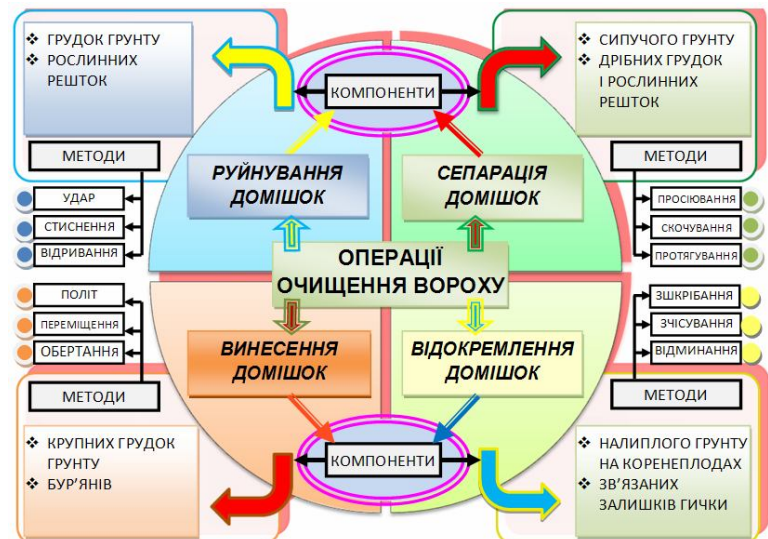 ❖ ГРУДОК ГРУНТУ
❖ РОСЛИННИХ
РЕШТОК
КОМПОНЕНТИ
❖ СИПУЧОГО ГРУНТУ
❖ ДРІБНИХ ГРУДОК
І РОСЛИННИХ
РЕШТОК
МЕТОДИ
УДАР
СТИСНЕННЯ
ВІДРИВАННЯ
РУЙНУВАННЯ
ДОМІШОК
СЕПАРАЦІЯ
ДОМІШОК
МЕТОДИ
ПРОСІЮВАННЯ
СКОЧУВАННЯ
ПРОТЯГУВАННЯ
ОПЕРАЦІЇ
ОЧИЩЕННЯ ВОРОХУ
ПОЛІТ
ПЕРЕМІЩЕННЯ
ОБЕРТАННЯ
МЕТОДИ
ВИНЕСЕННЯ
ДОМІШОК
ВІДОКРЕМЛЕННЯ
ДОМІШОК
ЗШКРІБАННЯ
ЗЧІСУВАННЯ
ВІДМИНАННЯ
МЕТОДИ
❖ КРУПНИХ ГРУДОК
ГРУНТУ
❖ БУР’ЯНІВ
КОМПОНЕНТИ
❖ НАЛИПЛОГО ГРУНТУ
НА КОРЕНЕПЛОДАХ
❖ ЗВ’ЯЗАНИХ
ЗАЛИШКІВ ГИЧКИ